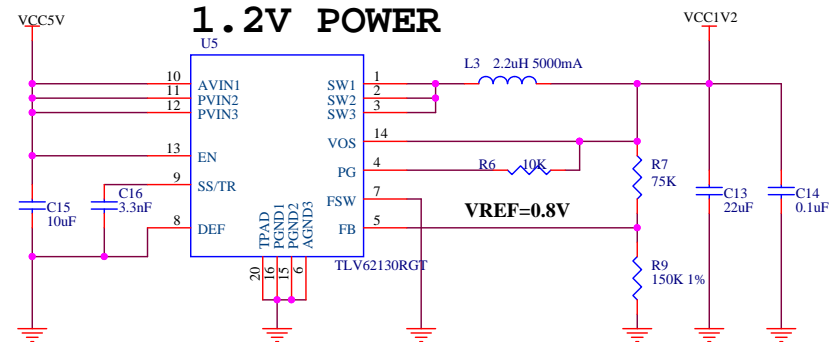 1.2V POWER
VCC5V
VCC1V2
U5
L3 2.2uH 5000mA
10 AVIN1 SW1 1
11 PVIN2 SW2 2
12 PVIN3 SW3 3
VOS 14
13 EN
PG 4 R6 10K
R7
75K
9 SS/TR
C16
3.3nF
FSW 7
C15
10uF
C13
22uF
C14
0.1uF
VREF=0.8V
8 DEF FB 5
TPAD
PGND1
PGND2
AGND3
TLV62130RGT
20
16
15
6
R9
150K 1%